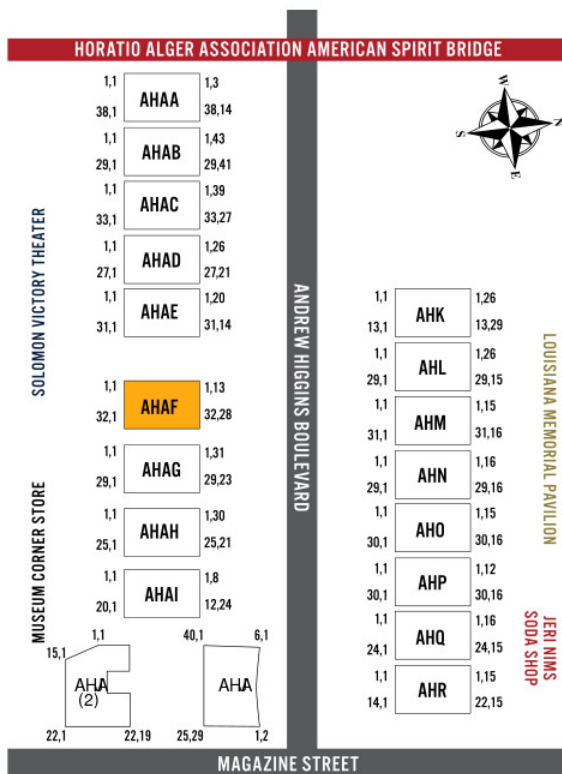 HORATIO ALGER ASSOCIATION AMERICAN SPIRIT BRIDGE
W
N
S
E
1,1 1,3
AHAA
38,1 38,14
1,1 1,43
AHAB
29,1 29,41
1,1 1,39
AHAC
33,1 33,27
1,1 1,26
AHAD
27,1 27,21
1,1 1,20
AHAE
31,1 31,14
1,1 1,13
AHAF
32,1 32,28
1,1 1,31
AHAG
29,1 29,23
1,1 1,30
AHAH
25,1 25,21
1,1 1,8
AHAI
20,1 12,24
1,1
15,1
AHA
(2)
22,1 22,19
40,1 6,1
AHA
25,29 1,2
SOLOMON VICTORY THEATER
MUSEUM CORNER STORE
ANDREW HIGGINS BOULEVARD
1,1 1,26
AHK
13,1 13,29
1,1 1,26
AHL
29,1 29,15
1,1 1,15
AHM
31,1 31,16
1,1 1,16
AHN
29,1 29,16
1,1 1,15
AHO
30,1 30,16
1,1 1,12
AHP
30,1 30,16
1,1 1,16
AHQ
24,1 24,15
1,1 1,15
AHR
14,1 22,15
LOUISIANA MEMORIAL PAVILION
JERI NIMS
SODA SHOP
MAGAZINE STREET